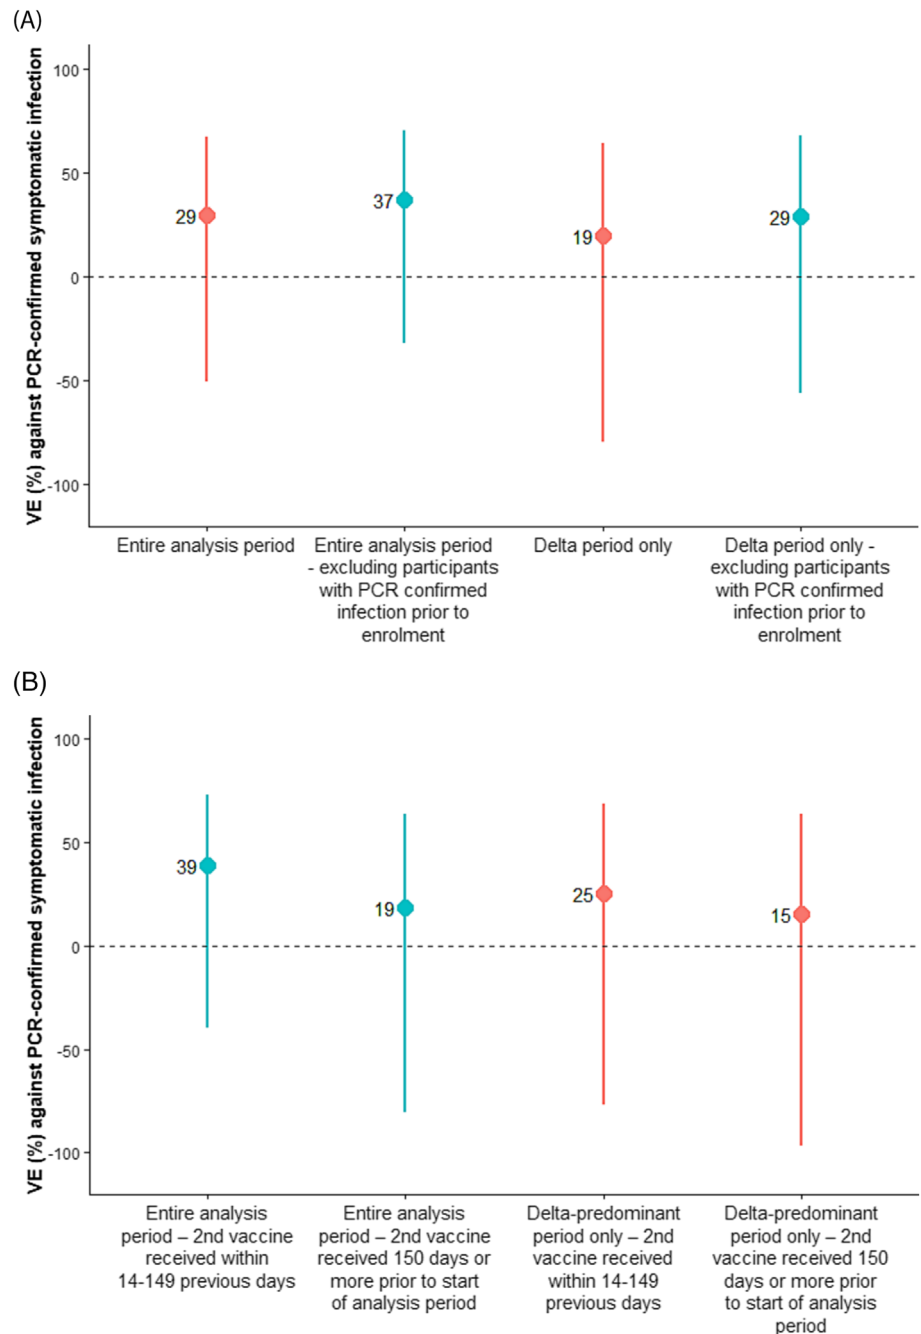 (A)
VE (%) against PCR-confirmed symptomatic infection
100
50
0
-50
-100
29
37
19
29
Entire analysis period
Entire analysis period
- excluding participants
with PCR confirmed
infection prior to
enrolment
Delta period only
Delta period only -
excluding participants
with PCR confirmed
infection prior to
enrolment
(B)
VE (%) against PCR-confirmed symptomatic infection
100
50
0
-50
-100
39
19
25
15
Entire analysis
period – 2nd vaccine
received within
14-149 previous days
Entire analysis
period – 2nd vaccine
received 150 days or
more prior to start
of analysis period
Delta-predominant
period only – 2nd
vaccine received
within 14-149
previous days
Delta-predominant
period only – 2nd
vaccine received 150
days or more prior
to start of analysis
period